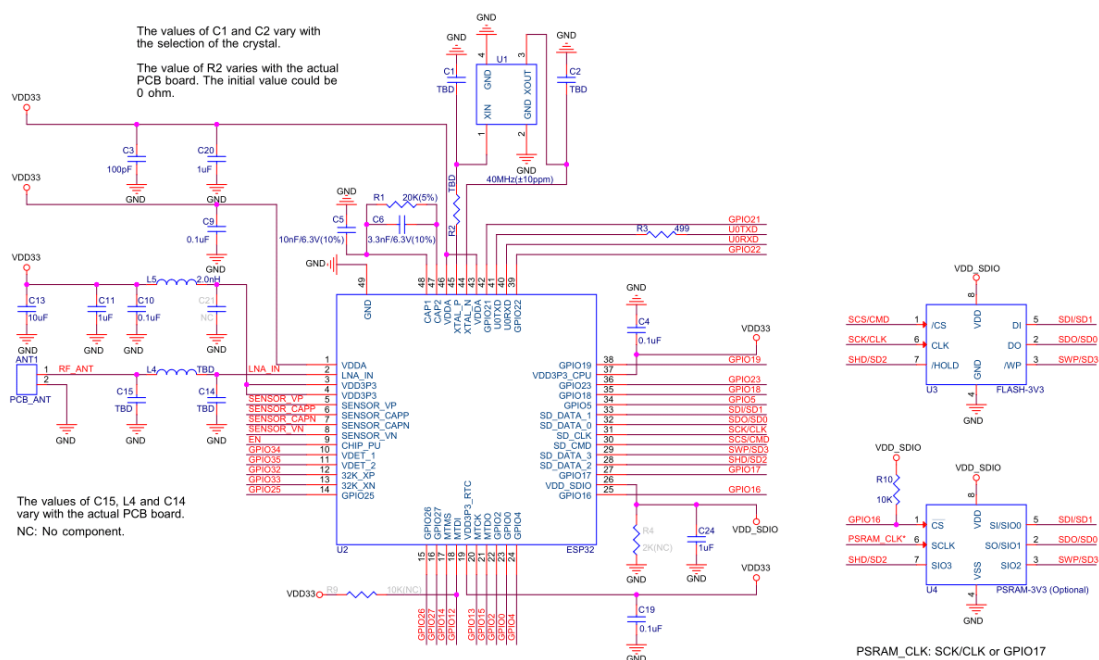 The values of C1 and C2 vary with
the selection of the crystal.
The value of R2 varies with the actual
PCB board. The initial value could be
0 ohm.
GND
GND
GND
4
3
U1
C1
TBD
GND
XOUT
XIN
GND
1
2
C2
TBD
GND
VDD33
C3
100pF
GND
C20
1uF
GND
VDD33
C9
0.1uF
GND
TBD
R2
40MHz(±10ppm)
GND
R1
20K(5%)
C5
C6
10nF/6.3V(10%)
3.3nF/6.3V(10%)
R3
499
GPIO21
U0TXD
U0RXD
GPIO22
VDD33
L5
2.0nH
C13
10uF
GND
C11
1uF
GND
C10
0.1uF
GND
C21
NC
GND
ANT1
1
2
PCB_ANT
RF_ANT
GND
L4
TBD
LNA_IN
C15
TBD
GND
C14
TBD
GND
GND
49
48
47
46
45
44
43
42
41
40
39
GND
CAP1
CAP2
VDDA
XTAL_P
XTAL_N
VDDA
GPIO21
U0TXD
U0RXD
GPIO22
1
VDDA
2
LNA_IN
3
VDD3P3
4
VDD3P3
SENSOR_VP
5
SENSOR_VP
SENSOR_CAPP
6
SENSOR_CAPP
SENSOR_CAPN
7
SENSOR_CAPN
SENSOR_VN
8
SENSOR_VN
EN
9
CHIP_PU
GPIO34
10
VDET_1
GPIO35
11
VDET_2
GPIO32
12
32K_XP
GPIO33
13
32K_XN
GPIO25
14
GPIO25
GPIO19
38
GPIO19
VDD3P3_CPU
37
GPIO23
36
GPIO23
GPIO18
35
GPIO18
GPIO5
34
GPIO5
SD_DATA_1
33
SDI/SD1
SD_DATA_0
32
SDO/SD0
SD_CLK
31
SCK/CLK
SD_CMD
30
SCS/CMD
SD_DATA_3
29
SWP/SD3
SD_DATA_2
28
SHD/SD2
GPIO17
27
GPIO17
VDD_SDIO
26
GPIO16
25
GPIO16
GPIO26
GPIO27
MTMS
MTDI
VDD3P3_RTC
MTCK
MTDO
GPIO2
GPIO0
GPIO4
U2
ESP32
15
16
17
18
19
20
21
22
23
24
GPIO26
GPIO27
GPIO14
GPIO12
GPIO13
GPIO15
GPIO2
GPIO0
GPIO4
VDD33
R9
10K(NC)
GND
C4
0.1uF
VDD33
R4
2K(NC)
GND
C24
1uF
GND
VDD_SDIO
VDD33
C19
0.1uF
GND
The values of C15, L4 and C14
vary with the actual PCB board.
NC: No component.
VDD_SDIO
8
VDD
SCS/CMD
1
/CS
SCK/CLK
6
CLK
SHD/SD2
7
/HOLD
DI
5
SDI/SD1
DO
2
SDO/SD0
/WP
3
SWP/SD3
GND
4
GND
U3
FLASH-3V3
VDD_SDIO
R10
10K
VDD_SDIO
8
VDD
GPIO16
1
CS
PSRAM_CLK*
6
SCLK
SHD/SD2
7
SIO3
SI/SIO0
5
SDI/SD1
SO/SIO1
2
SDO/SD0
SIO2
3
SWP/SD3
VSS
4
GND
U4
PSRAM-3V3 (Optional)
PSRAM_CLK: SCK/CLK or GPIO17